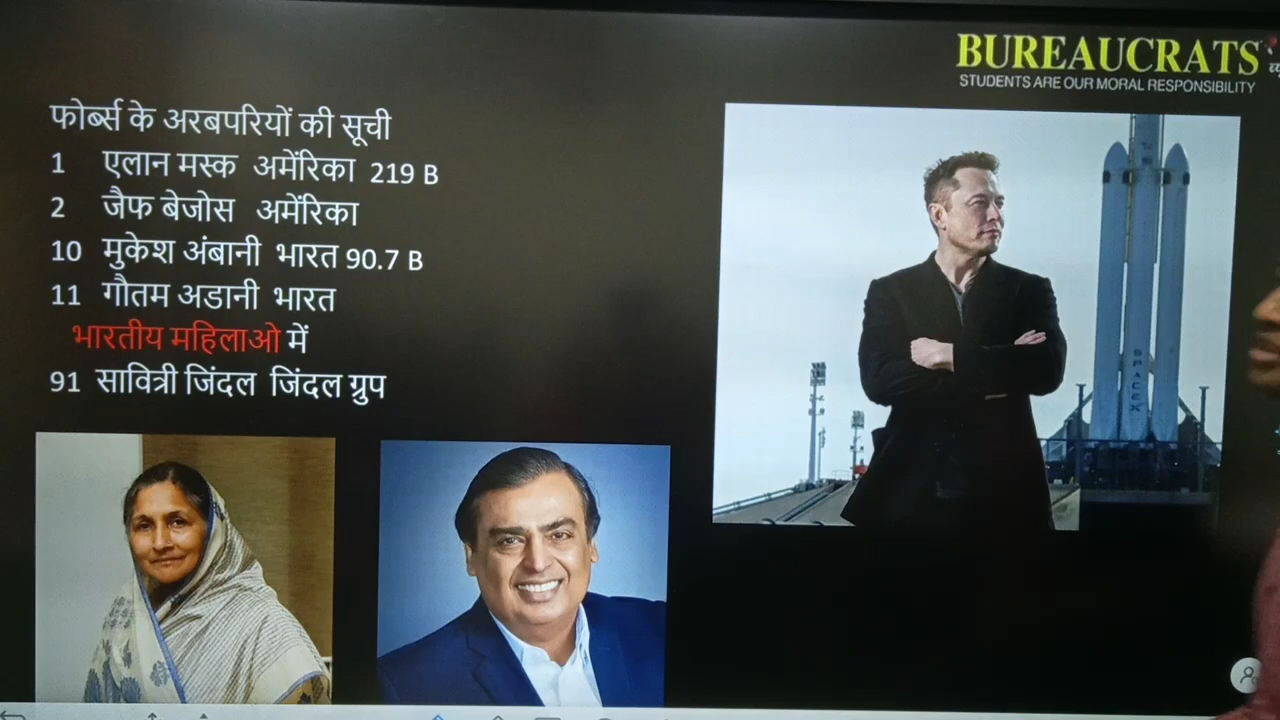 BUREAUCRATS
STUDENTS ARE OUR MORAL RESPONSIBILITY
फोर्ब्स के अरबपरियों की सूची
1 एलान मस्क अमेंरिका 219 B
2 जैफ बेजोस अमेंरिका
10 मुकेश अंबानी भारत 90.7 B
11 गौतम अडानी भारत
भारतीय महिलाओ में
91 सावित्री जिंदल जिंदल ग्रुप
SPACEX